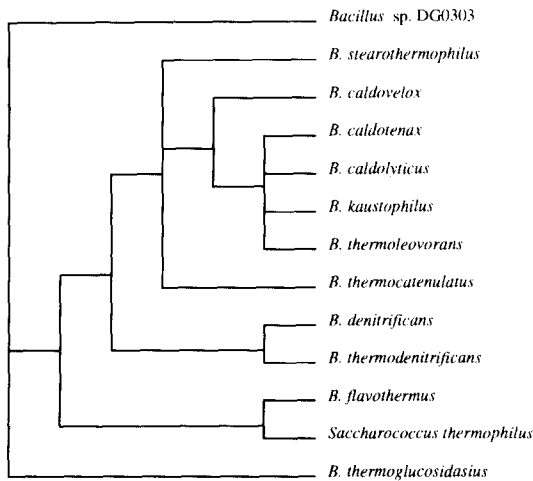 Bacillus sp. DG0303
B. stearothermophilus
B. caldovelox
B. caldotenax
B. caldolyticus
B. kaustophilus
B. thermoleovorans
B. thermocatenulatus
B. denitrificans
B. thermodenitrificans
B. flavothermus
Saccharococcus thermophilus
B. thermoglucosidasius